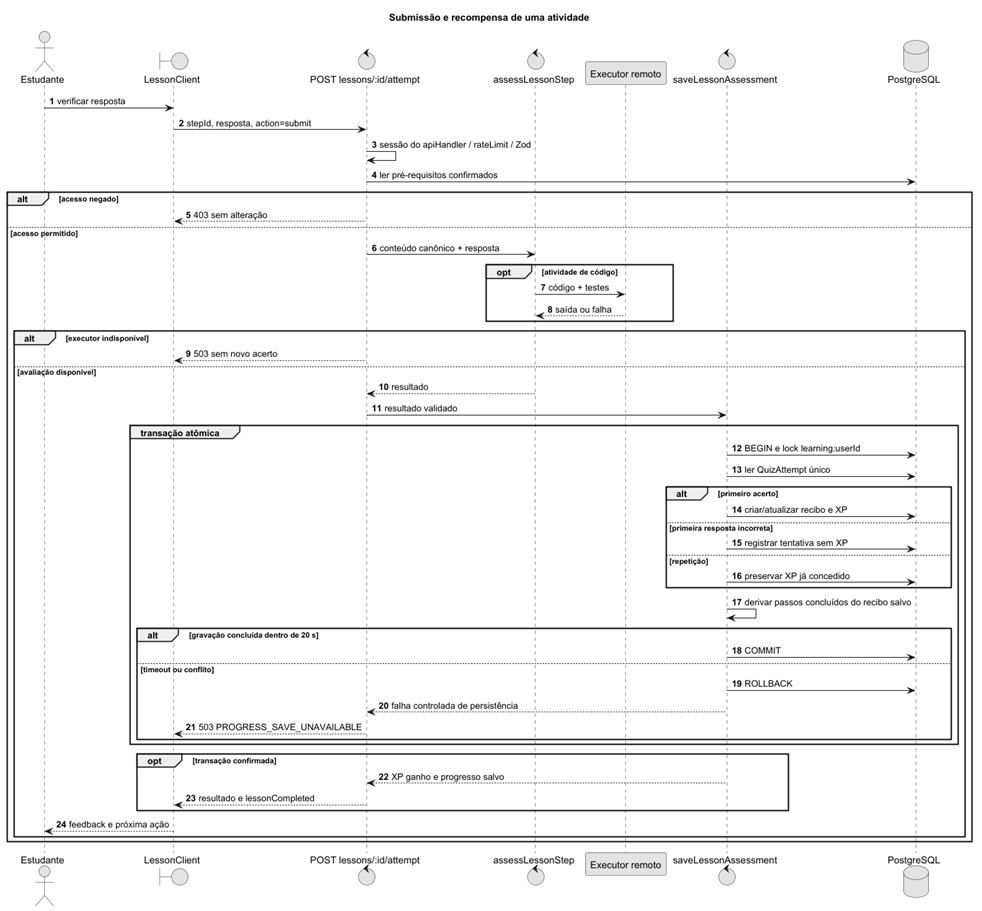 Submissão e recompensa de uma atividade
Estudante
LessonClient
POST lessons/:id/attempt
assessLessonStep
Executor remoto
saveLessonAssessment
PostgreSQL
1 verificar resposta
2 stepId, resposta, action=submit
3 sessão do apiHandler / rateLimit / Zod
4 ler pré-requisitos confirmados
alt [acesso negado]
5 403 sem alteração
[acesso permitido]
6 conteúdo canônico + resposta
opt [atividade de código]
7 código + testes
8 saída ou falha
alt [executor indisponível]
9 503 sem novo acerto
[avaliação disponível]
10 resultado
11 resultado validado
transação atômica
12 BEGIN e lock learning:userId
13 ler QuizAttempt único
alt [primeiro acerto]
14 criar/atualizar recibo e XP
[primeira resposta incorreta]
15 registrar tentativa sem XP
[repetição]
16 preservar XP já concedido
17 derivar passos concluídos do recibo salvo
alt [gravação concluída dentro de 20 s]
18 COMMIT
[timeout ou conflito]
19 ROLLBACK
20 falha controlada de persistência
21 503 PROGRESS_SAVE_UNAVAILABLE
opt [transação confirmada]
22 XP ganho e progresso salvo
23 resultado e lessonCompleted
24 feedback e próxima ação
Estudante
LessonClient
POST lessons/:id/attempt
assessLessonStep
Executor remoto
saveLessonAssessment
PostgreSQL